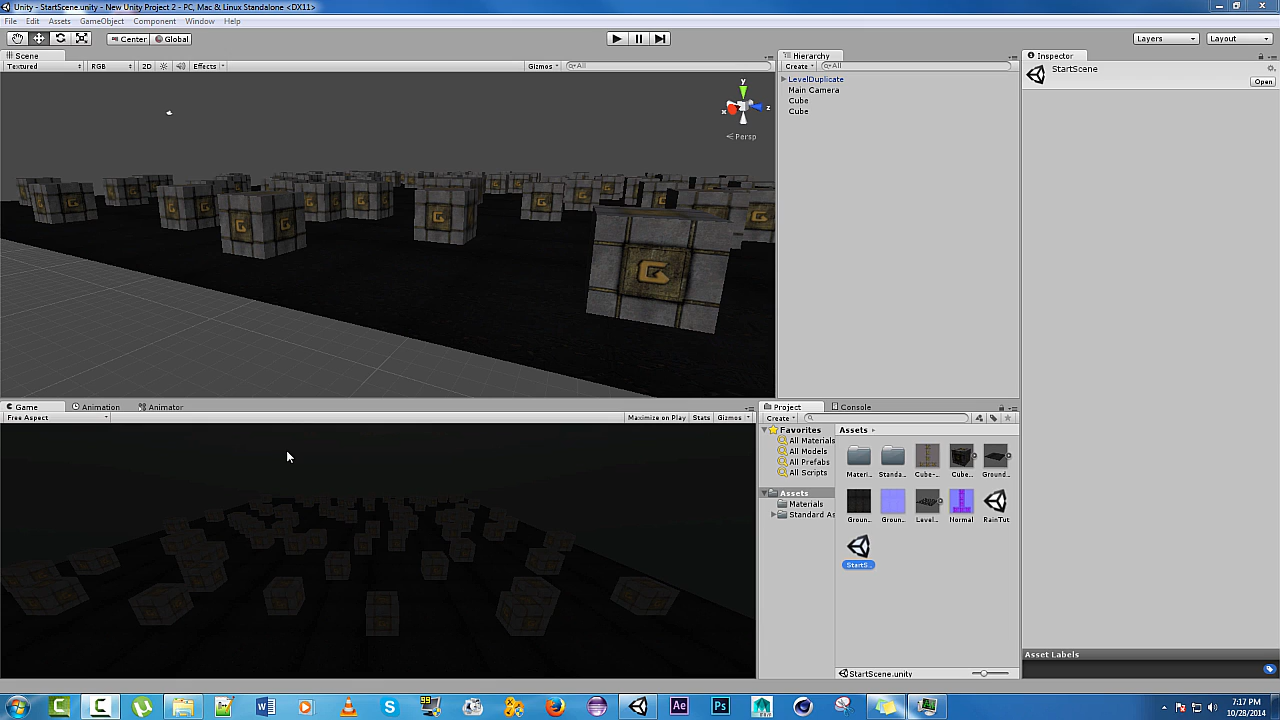 Unity - StartScene.unity - New Unity Project 2 - PC, Mac & Linux Standalone <DX11>
File Edit Assets GameObject Component Window Help
Center Global Layers Layout
Scene
Textured RGB 2D Effects Gizmos All
y
x z
Persp
Hierarchy
Create All
LevelDuplicate
Main Camera
Cube
Cube
Inspector
StartScene
Open
G G G G G G
Game Animation Animator
Free Aspect Maximize on Play Stats Gizmos
Project Console
Create
Favorites
All Materials
All Models
All Prefabs
All Scripts
Assets
Materials
Standard As
Assets
Materi... Standa... Cube-... Cube... Ground...
Groun... Groun... Level... Normal RainTut
StartS...
StartScene.unity
Asset Labels
99
S W Ae Ps
7:17 PM
10/28/2014